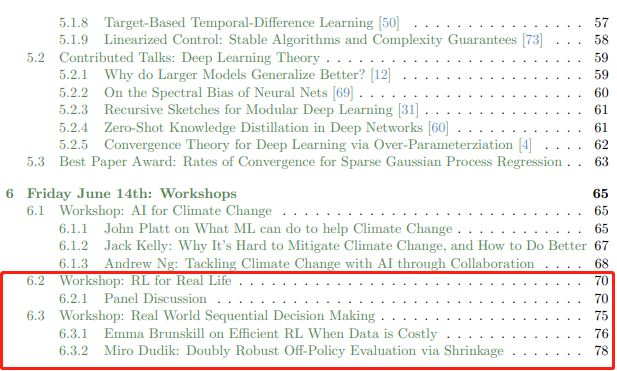 5.1.8 Target-Based Temporal-Difference Learning [50] . . . . . . . . . . . . . . . . 57
5.1.9 Linearized Control: Stable Algorithms and Complexity Guarantees [73] . . . 58
5.2 Contributed Talks: Deep Learning Theory . . . . . . . . . . . . . . . . . . . . . . . 59
5.2.1 Why do Larger Models Generalize Better? [12] . . . . . . . . . . . . . . . . 59
5.2.2 On the Spectral Bias of Neural Nets [69] . . . . . . . . . . . . . . . . . . . . 60
5.2.3 Recursive Sketches for Modular Deep Learning [31] . . . . . . . . . . . . . . 61
5.2.4 Zero-Shot Knowledge Distillation in Deep Networks [60] . . . . . . . . . . . 61
5.2.5 Convergence Theory for Deep Learning via Over-Parameterziation [4] . . . . 62
5.3 Best Paper Award: Rates of Convergence for Sparse Gaussian Process Regression . . 63
6 Friday June 14th: Workshops 65
6.1 Workshop: AI for Climate Change . . . . . . . . . . . . . . . . . . . . . . . . . . . 65
6.1.1 John Platt on What ML can do to help Climate Change . . . . . . . . . . . . 65
6.1.2 Jack Kelly: Why It's Hard to Mitigate Climate Change, and How to Do Better 67
6.1.3 Andrew Ng: Tackling Climate Change with AI through Collaboration . . . . 68
6.2 Workshop: RL for Real Life . . . . . . . . . . . . . . . . . . . . . . . . . . . . . . 70
6.2.1 Panel Discussion . . . . . . . . . . . . . . . . . . . . . . . . . . . . . . . . 70
6.3 Workshop: Real World Sequential Decision Making . . . . . . . . . . . . . . . . . . 75
6.3.1 Emma Brunskill on Efficient RL When Data is Costly . . . . . . . . . . . . . 76
6.3.2 Miro Dudik: Doubly Robust Off-Policy Evaluation via Shrinkage . . . . . . . 78